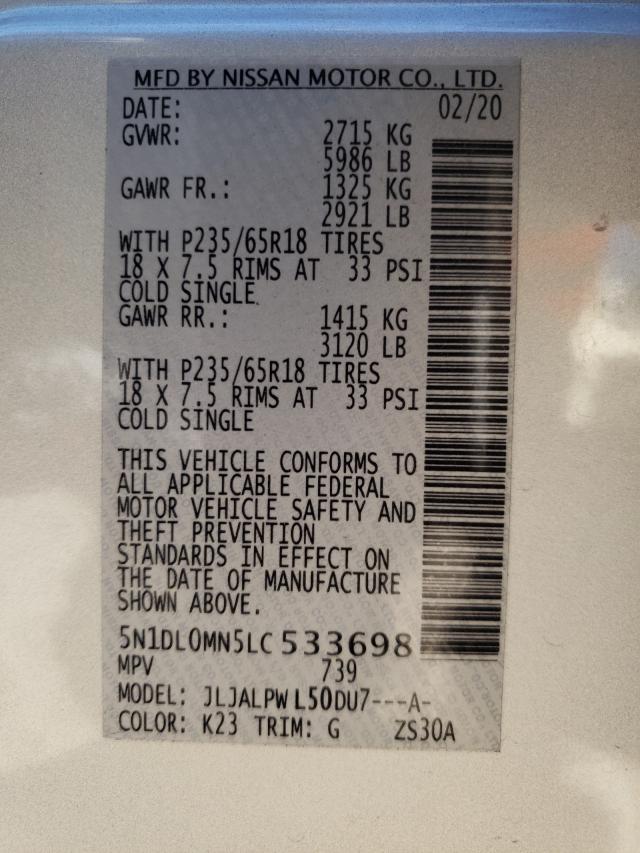 MFD BY NISSAN MOTOR CO., LTD.
DATE: 02/20
GVWR: 2715 KG
5986 LB
GAWR FR.: 1325 KG
2921 LB
WITH P235/65R18 TIRES
18 X 7.5 RIMS AT 33 PSI
COLD SINGLE
GAWR RR.: 1415 KG
3120 LB
WITH P235/65R18 TIRES
18 X 7.5 RIMS AT 33 PSI
COLD SINGLE
THIS VEHICLE CONFORMS TO
ALL APPLICABLE FEDERAL
MOTOR VEHICLE SAFETY AND
THEFT PREVENTION
STANDARDS IN EFFECT ON
THE DATE OF MANUFACTURE
SHOWN ABOVE.
5N1DL0MN5LC533698
MPV 739
MODEL: JLJALPWL50DU7---A-
COLOR: K23 TRIM: G ZS30A